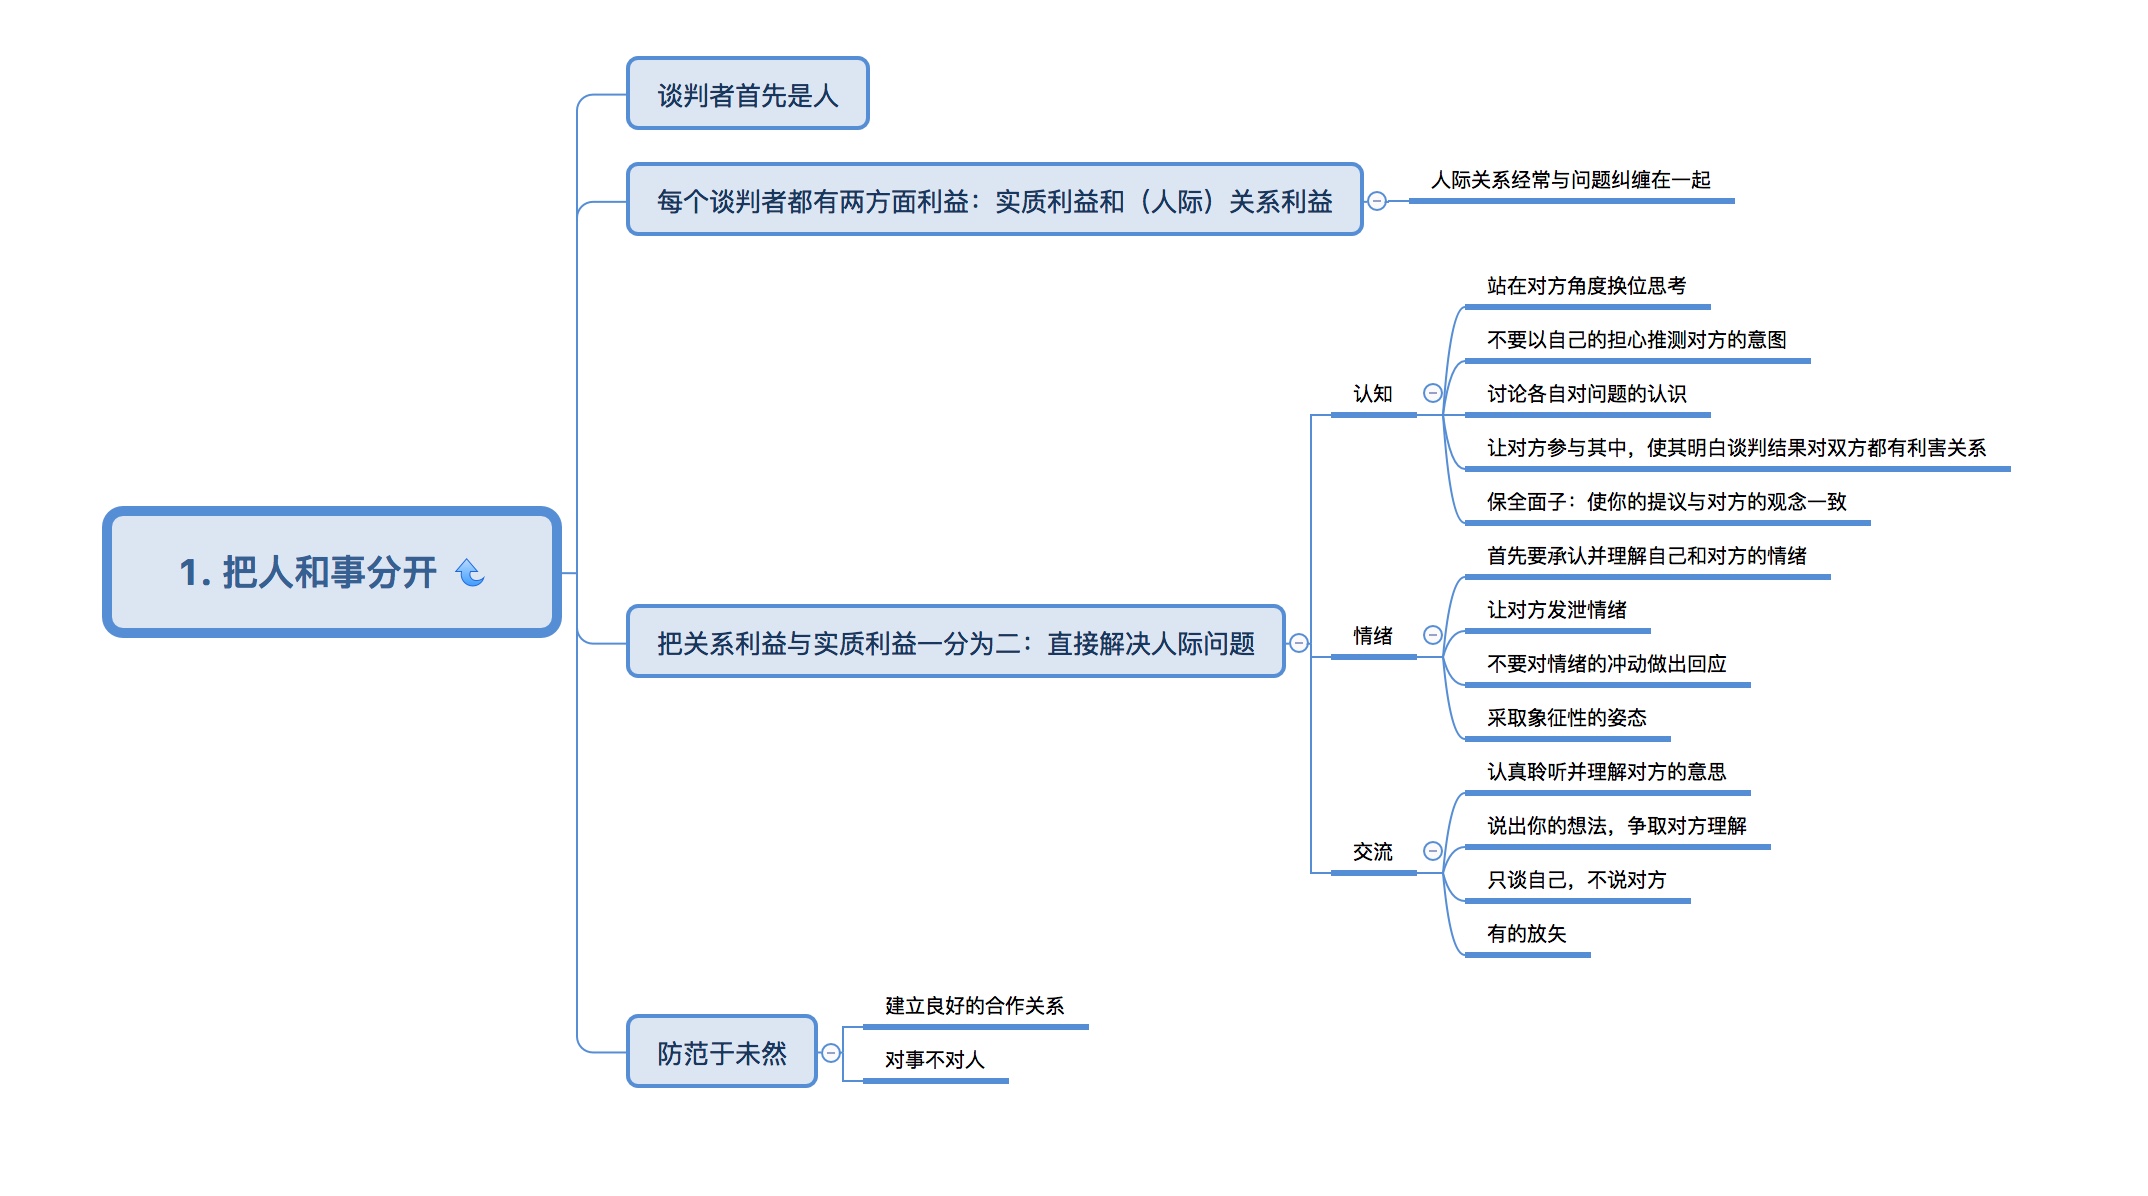 谈判者首先是人
每个谈判者都有两方面利益：实质利益和（人际）关系利益
人际关系经常与问题纠缠在一起
1. 把人和事分开
把关系利益与实质利益一分为二：直接解决人际问题
认知
站在对方角度换位思考
不要以自己的担心推测对方的意图
讨论各自对问题的认识
让对方参与其中，使其明白谈判结果对双方都有利害关系
保全面子：使你的提议与对方的观念一致
情绪
首先要承认并理解自己和对方的情绪
让对方发泄情绪
不要对情绪的冲动做出回应
采取象征性的姿态
交流
认真聆听并理解对方的意思
说出你的想法，争取对方理解
只谈自己，不说对方
有的放矢
防范于未然
建立良好的合作关系
对事不对人